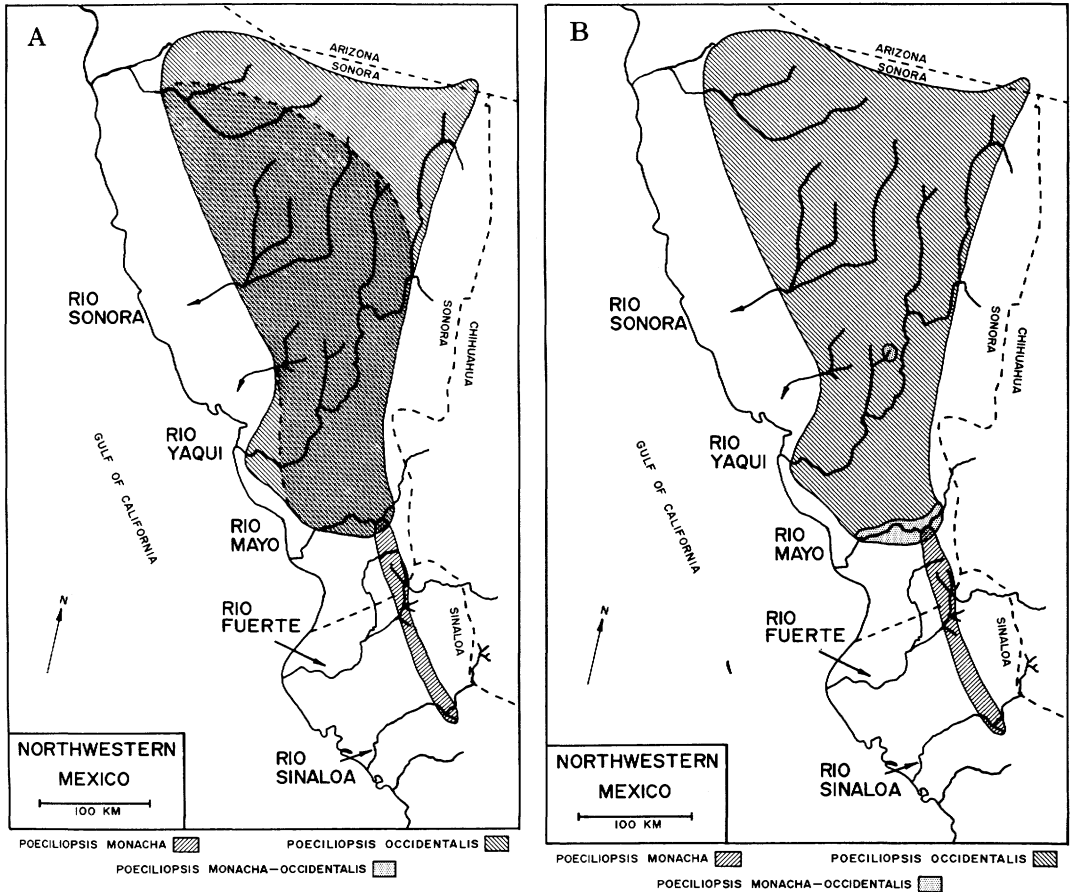 A
ARIZONA
SONORA
RIO
SONORA
SONORA
CHIHUAHUA
RIO
YAQUI
GULF OF CALIFORNIA
RIO
MAYO
N
RIO
FUERTE
SINALOA
RIO
SINALOA
NORTHWESTERN
MEXICO
100 KM
POECILIOPSIS MONACHA
POECILIOPSIS OCCIDENTALIS
POECILIOPSIS MONACHA-OCCIDENTALIS
B
ARIZONA
SONORA
RIO
SONORA
SONORA
CHIHUAHUA
RIO
YAQUI
GULF OF CALIFORNIA
RIO
MAYO
N
RIO
FUERTE
SINALOA
RIO
SINALOA
NORTHWESTERN
MEXICO
100 KM
POECILIOPSIS MONACHA
POECILIOPSIS OCCIDENTALIS
POECILIOPSIS MONACHA-OCCIDENTALIS